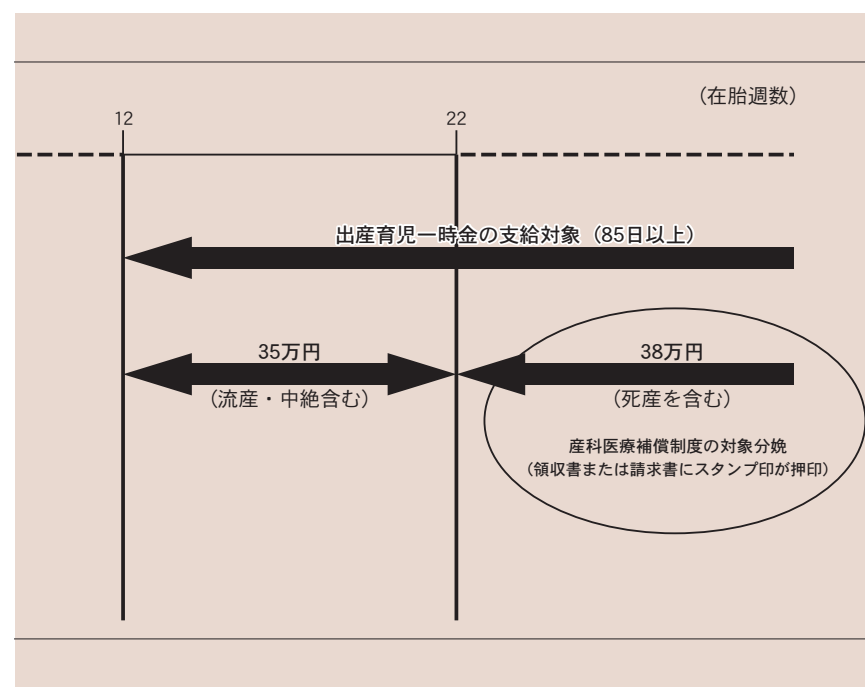 （在胎週数）
12
22
出産育児一時金の支給対象（85日以上）
35万円
（流産・中絶含む）
38万円
（死産を含む）
産科医療補償制度の対象分娩
（領収書または請求書にスタンプ印が押印）